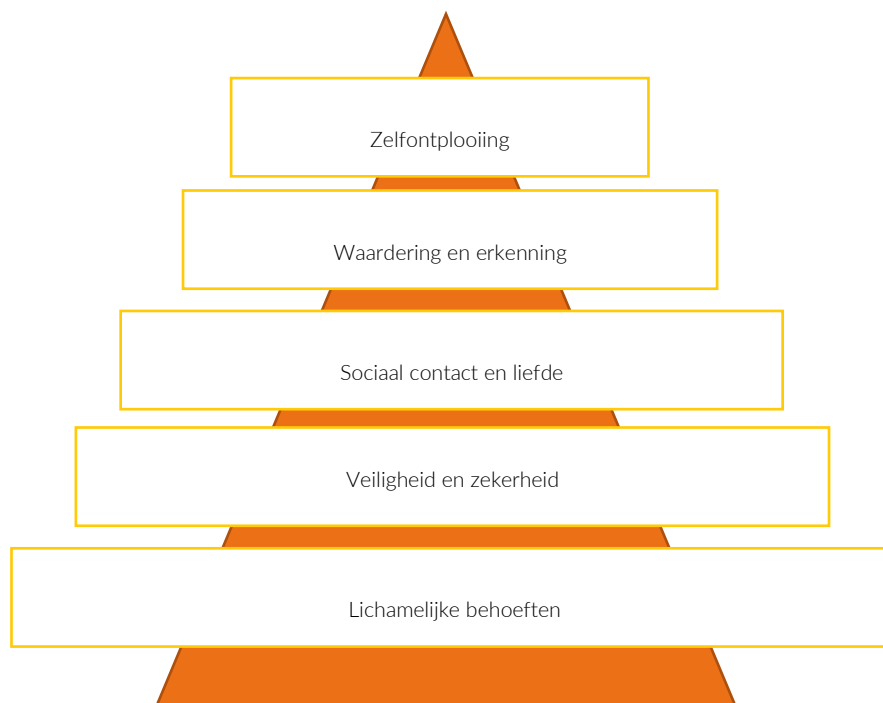 Zelfontplooiing
Waardering en erkenning
Sociaal contact en liefde
Veiligheid en zekerheid
Lichamelijke behoeften